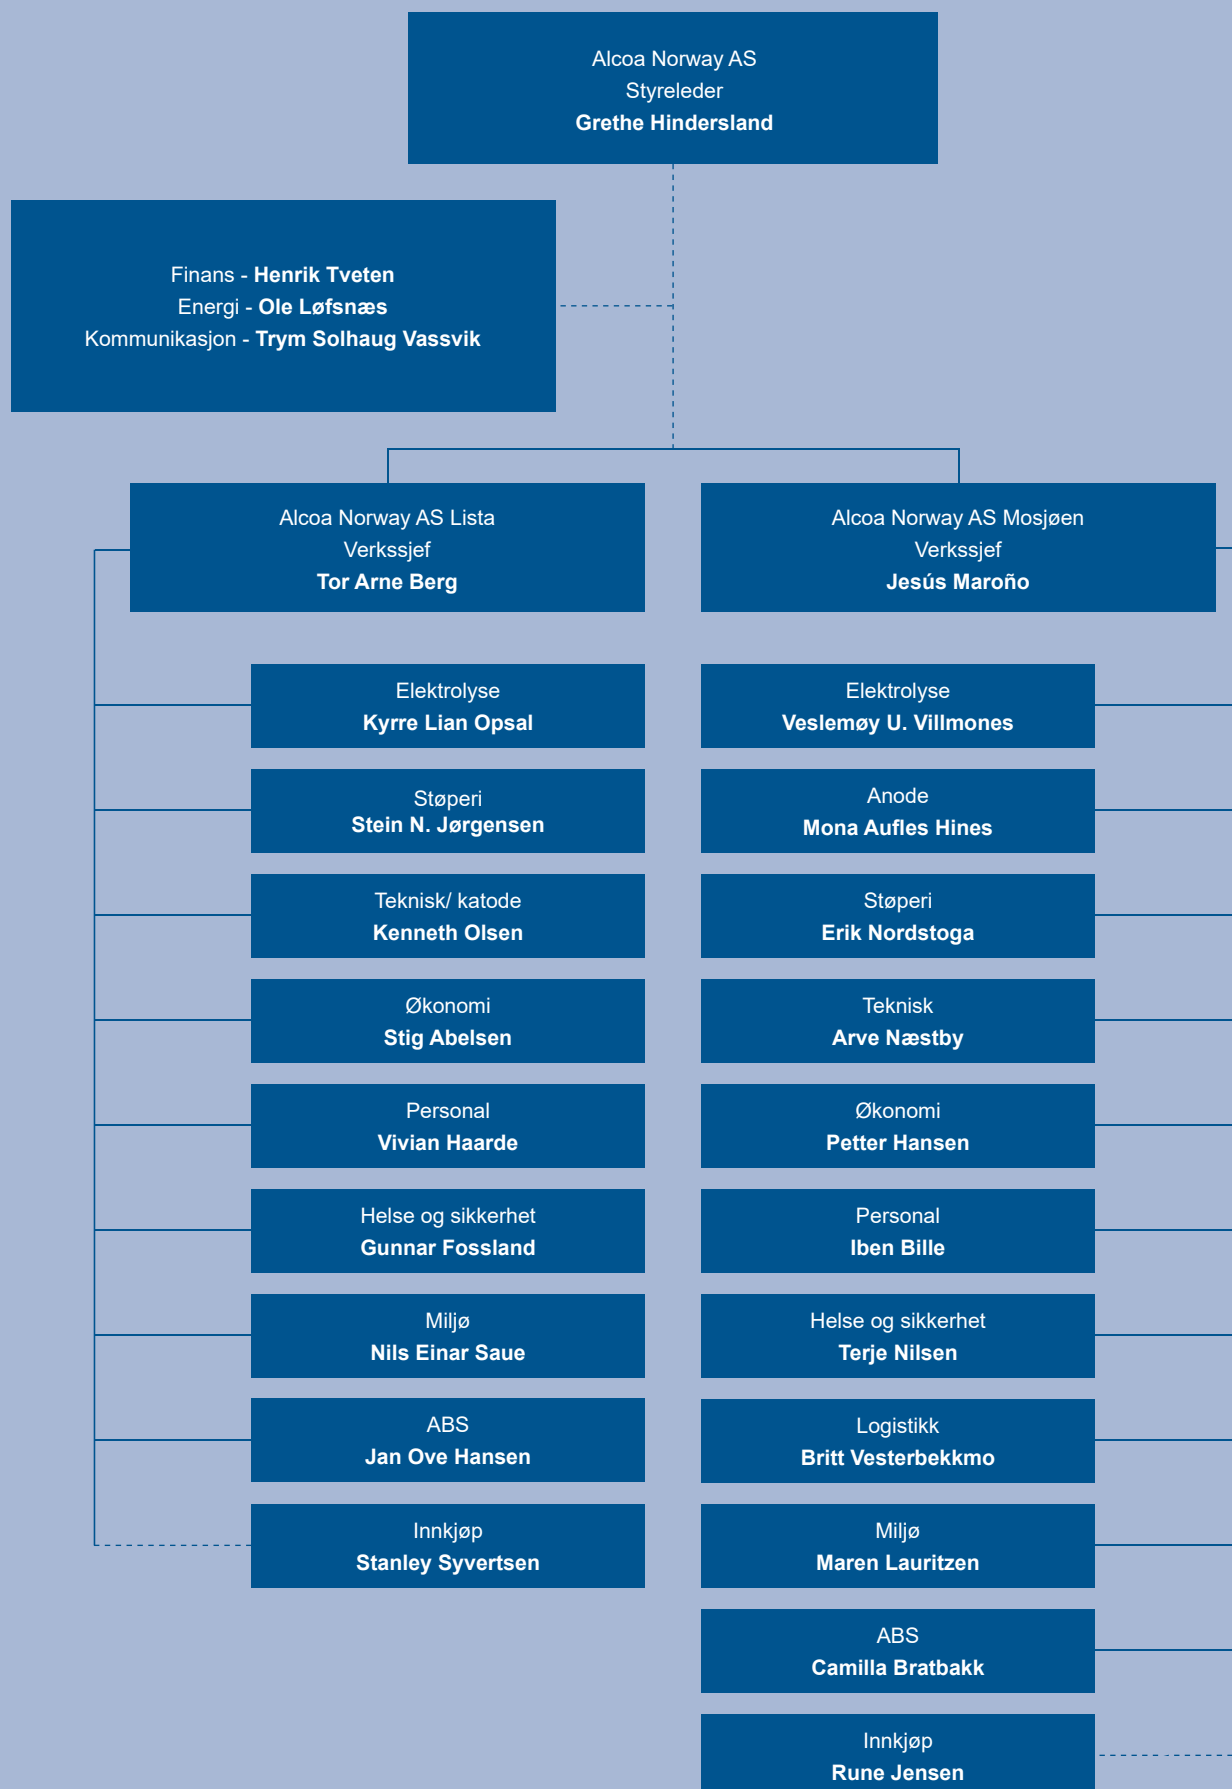 Alcoa Norway AS
Styreleder
Grethe Hindersland
Finans - Henrik Tveten
Energi - Ole Løfsnæs
Kommunikasjon - Trym Solhaug Vassvik
Alcoa Norway AS Lista
Verkssjef
Tor Arne Berg
Elektrolyse
Kyrre Lian Opsal
Støperi
Stein N. Jørgensen
Teknisk/ katode
Kenneth Olsen
Økonomi
Stig Abelsen
Personal
Vivian Haarde
Helse og sikkerhet
Gunnar Fossland
Miljø
Nils Einar Saue
ABS
Jan Ove Hansen
Innkjøp
Stanley Syvertsen
Alcoa Norway AS Mosjøen
Verkssjef
Jesús Maroño
Elektrolyse
Veslemøy U. Villmones
Anode
Mona Aufles Hines
Støperi
Erik Nordstoga
Teknisk
Arve Næstby
Økonomi
Petter Hansen
Personal
Iben Bille
Helse og sikkerhet
Terje Nilsen
Logistikk
Britt Vesterbekkmo
Miljø
Maren Lauritzen
ABS
Camilla Bratbakk
Innkjøp
Rune Jensen